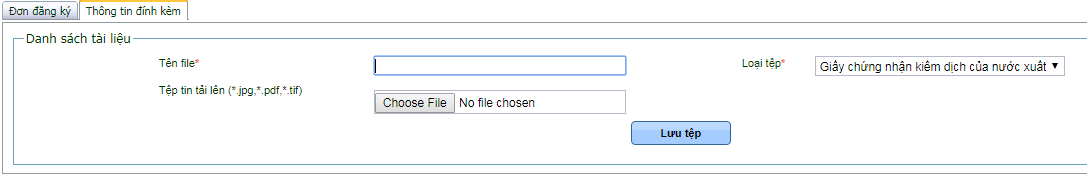 Đơn đăng ký Thông tin đính kèm
Danh sách tài liệu
Tên file* Loại tệp* Giấy chứng nhận kiểm dịch của nước xuất
Tệp tin tải lên (*.jpg,*.pdf,*.tif) Choose File No file chosen
Lưu tệp